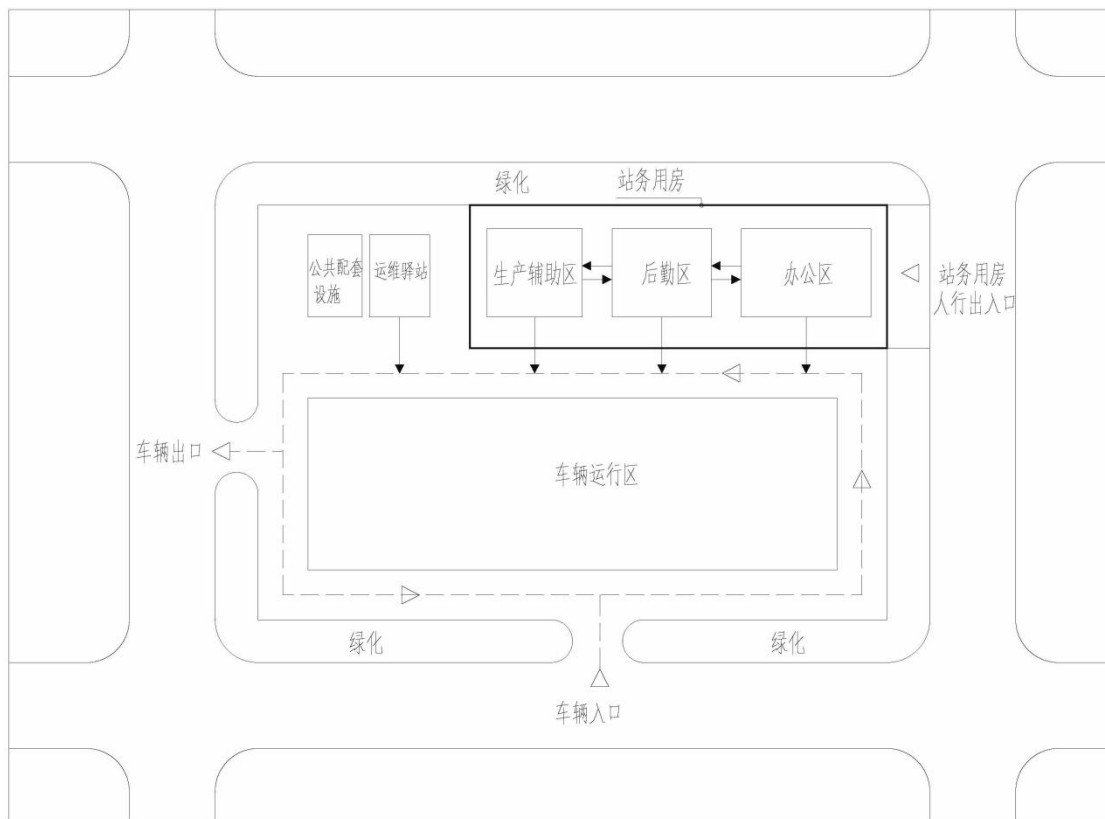 绿化
站务用房
公共配套
设施
运维驿站
生产辅助区
后勤区
办公区
站务用房
人行出入口
车辆出口
车辆运行区
绿化
绿化
车辆入口